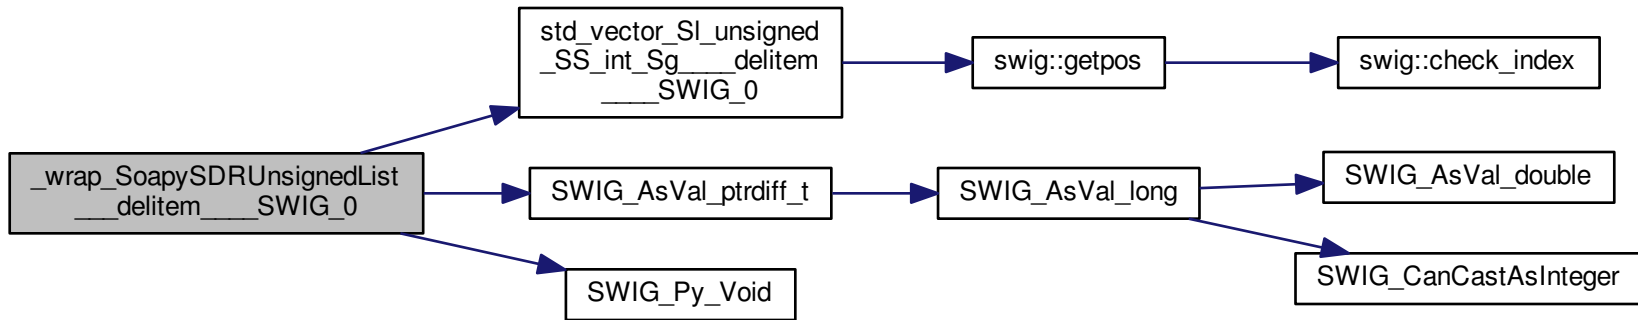 _wrap_SoapySDRUnsignedList
___delitem____SWIG_0
std_vector_Sl_unsigned
_SS_int_Sg____delitem
____SWIG_0
swig::getpos
swig::check_index
SWIG_AsVal_ptrdiff_t
SWIG_AsVal_long
SWIG_AsVal_double
SWIG_CanCastAsInteger
SWIG_Py_Void